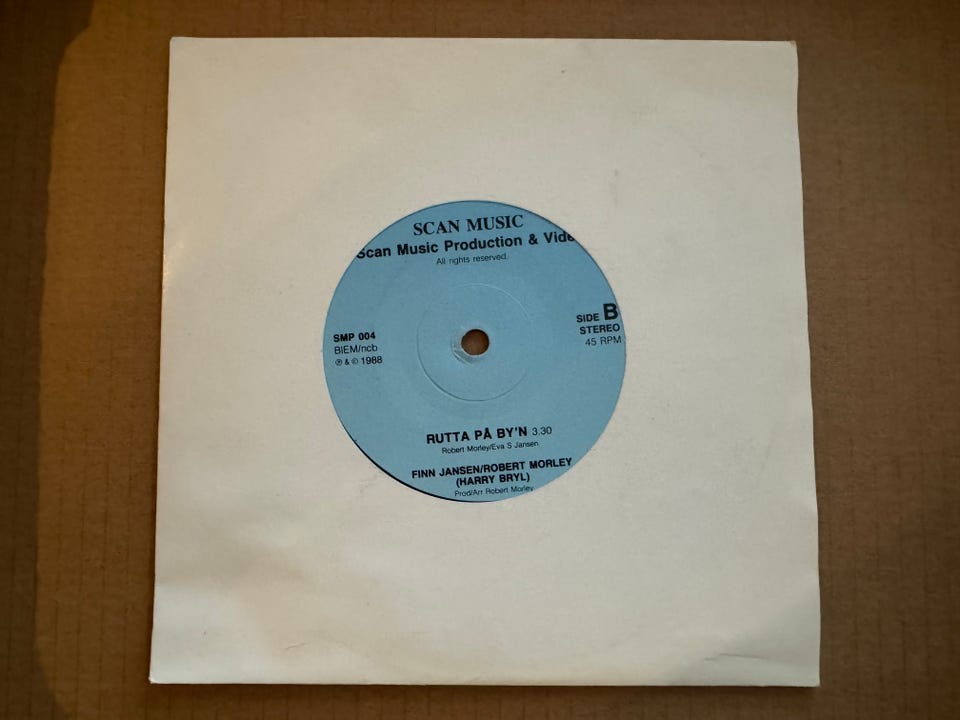 SCAN MUSIC
Scan Music Production & Vide
All rights reserved.
SMP 004
BIEM/ncb
℗ & © 1988
SIDE B
STEREO
45 RPM
RUTTA PÅ BY'N 3.30
Robert Morley/Eva S Jansen
FINN JANSEN/ROBERT MORLEY
(HARRY BRYL)
Prod/Arr Robert Morley